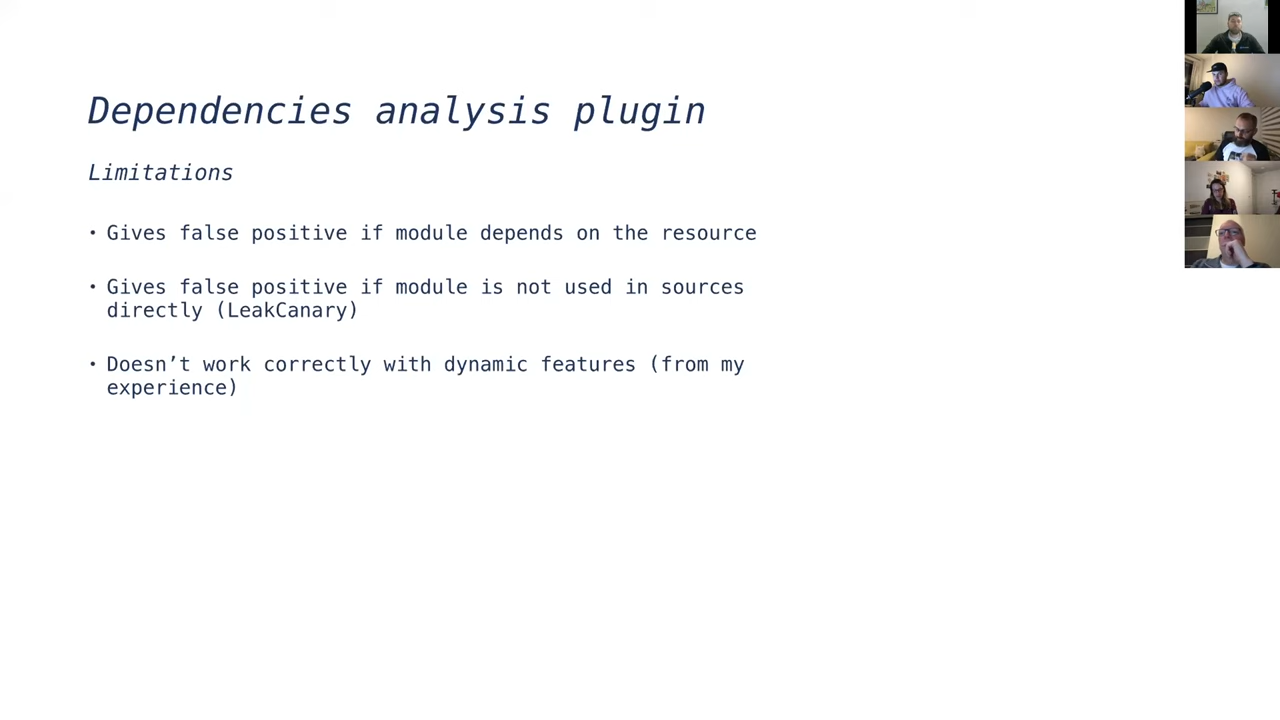 Dependencies analysis plugin
Limitations
• Gives false positive if module depends on the resource
• Gives false positive if module is not used in sources
directly (LeakCanary)
• Doesn’t work correctly with dynamic features (from my
experience)